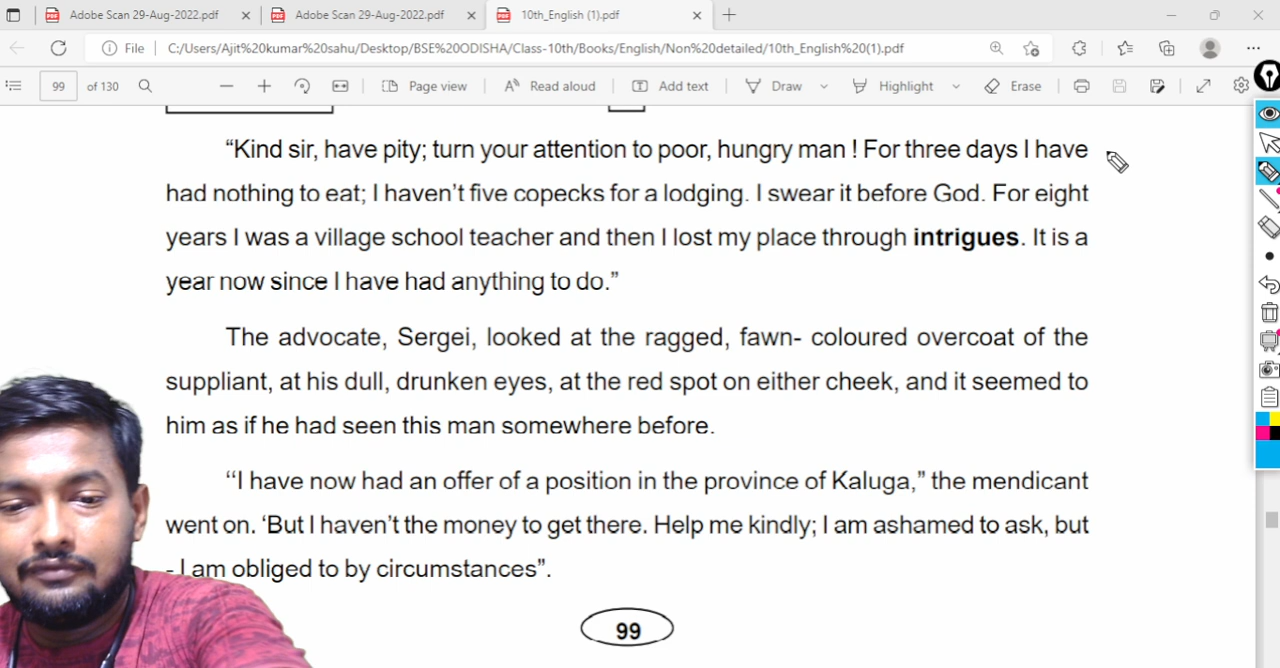 Adobe Scan 29-Aug-2022.pdf
Adobe Scan 29-Aug-2022.pdf
10th_English (1).pdf
File
C:/Users/Ajit%20kumar%20sahu/Desktop/BSE%20ODISHA/Class-10th/Books/English/Non%20detailed/10th_English%20(1).pdf
99 of 130
Page view
Read aloud
Add text
Draw
Highlight
Erase
“Kind sir, have pity; turn your attention to poor, hungry man ! For three days I have
had nothing to eat; I haven’t five copecks for a lodging. I swear it before God. For eight
years I was a village school teacher and then I lost my place through intrigues. It is a
year now since I have had anything to do.”
The advocate, Sergei, looked at the ragged, fawn- coloured overcoat of the
suppliant, at his dull, drunken eyes, at the red spot on either cheek, and it seemed to
him as if he had seen this man somewhere before.
‘‘I have now had an offer of a position in the province of Kaluga,” the mendicant
went on. ‘But I haven’t the money to get there. Help me kindly; I am ashamed to ask, but
- I am obliged to by circumstances”.
99